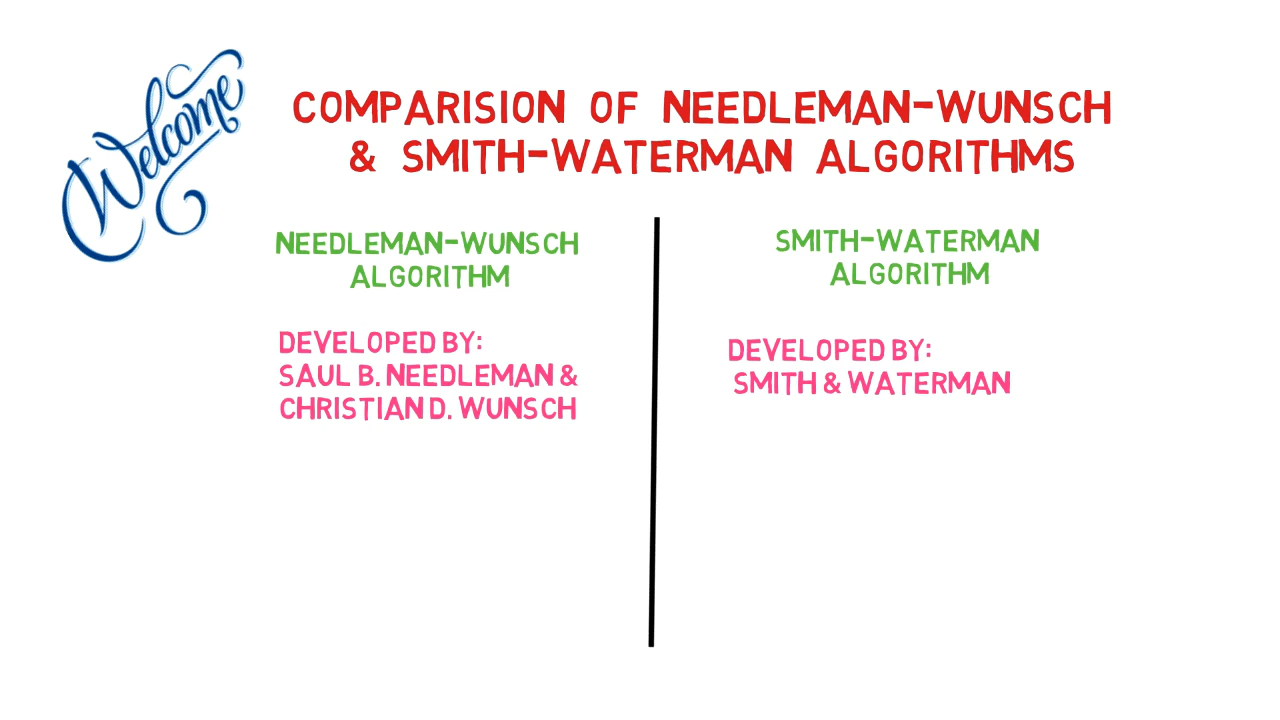 Welcome
COMPARISION OF NEEDLEMAN-WUNSCH
& SMITH-WATERMAN ALGORITHMS
NEEDLEMAN-WUNSCH
ALGORITHM
DEVELOPED BY:
SAUL B. NEEDLEMAN &
CHRISTIAN D. WUNSCH
SMITH-WATERMAN
ALGORITHM
DEVELOPED BY:
SMITH & WATERMAN